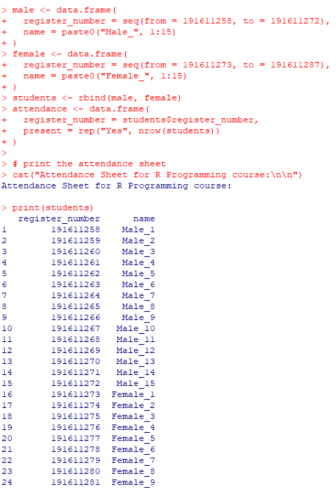 > male <- data.frame(
+   register_number = seq(from = 191611258, to = 191611272),
+   name = paste0("Male_", 1:15)
+ )
> female <- data.frame(
+   register_number = seq(from = 191611273, to = 191611287),
+   name = paste0("Female_", 1:15)
+ )
> students <- rbind(male, female)
> attendance <- data.frame(
+   register_number = students$register_number,
+   present = rep("Yes", nrow(students))
+ )
>
> # print the attendance sheet
> cat("Attendance Sheet for R Programming course:\n\n")
Attendance Sheet for R Programming course:

> print(students)
   register_number      name
1        191611258    Male_1
2        191611259    Male_2
3        191611260    Male_3
4        191611261    Male_4
5        191611262    Male_5
6        191611263    Male_6
7        191611264    Male_7
8        191611265    Male_8
9        191611266    Male_9
10       191611267   Male_10
11       191611268   Male_11
12       191611269   Male_12
13       191611270   Male_13
14       191611271   Male_14
15       191611272   Male_15
16       191611273  Female_1
17       191611274  Female_2
18       191611275  Female_3
19       191611276  Female_4
20       191611277  Female_5
21       191611278  Female_6
22       191611279  Female_7
23       191611280  Female_8
24       191611281  Female_9